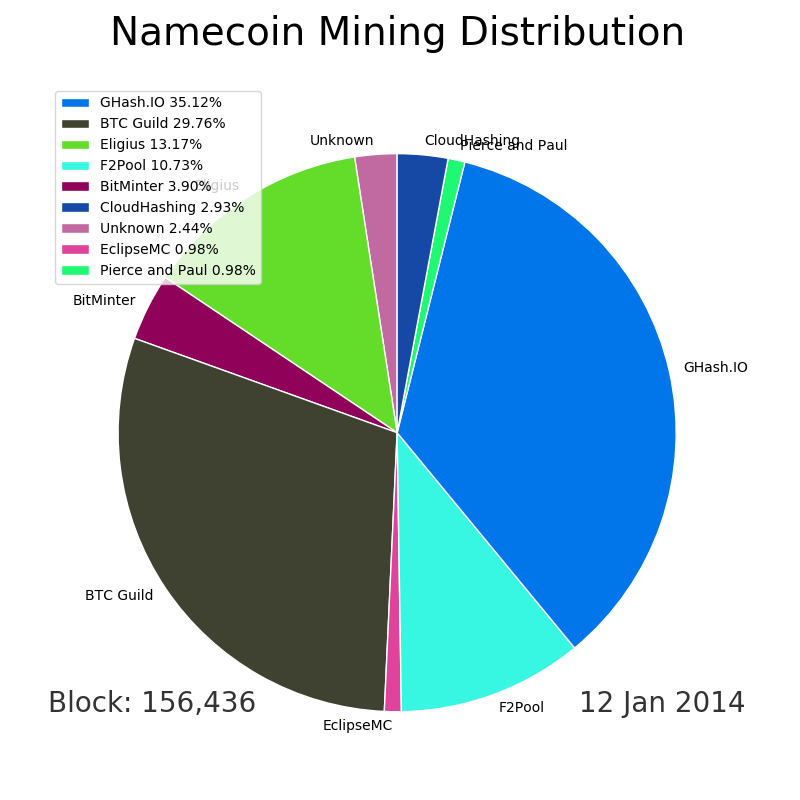 Namecoin Mining Distribution
GHash.IO 35.12%
BTC Guild 29.76%
Eligius 13.17%
F2Pool 10.73%
BitMinter 3.90%
CloudHashing 2.93%
Unknown 2.44%
EclipseMC 0.98%
Pierce and Paul 0.98%
Unknown
CloudHashing
Pierce and Paul
Eligius
BitMinter
GHash.IO
BTC Guild
F2Pool
EclipseMC
Block: 156,436
12 Jan 2014